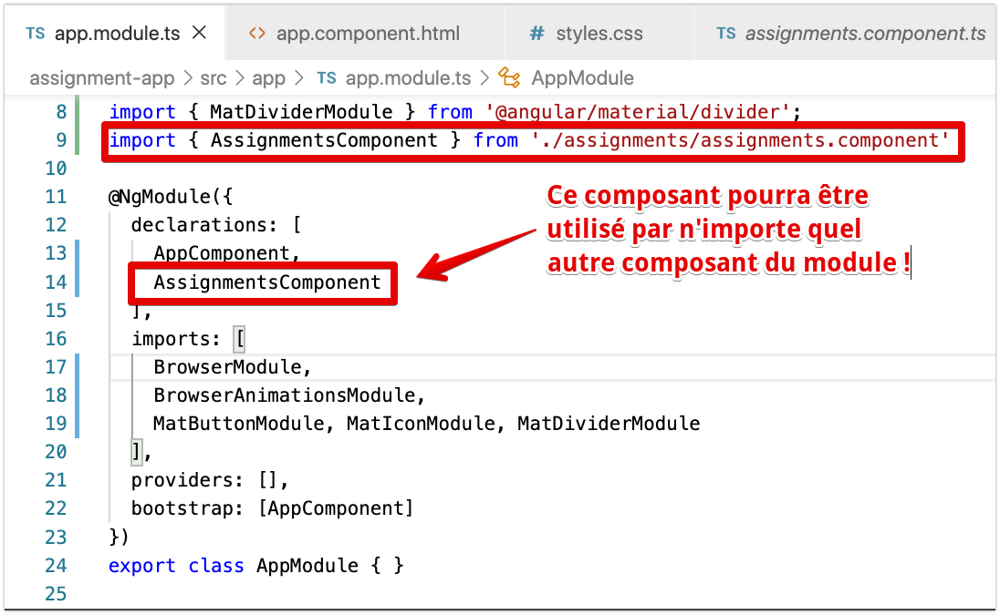 TS app.module.ts × <> app.component.html # styles.css TS assignments.component.ts
assignment-app > src > app > TS app.module.ts > AppModule
8 import { MatDividerModule } from '@angular/material/divider';
9 import { AssignmentsComponent } from './assignments/assignments.component'
10
11 @NgModule({
12 declarations: [
13 AppComponent,
14 AssignmentsComponent
15 ],
16 imports: [
17 BrowserModule,
18 BrowserAnimationsModule,
19 MatButtonModule, MatIconModule, MatDividerModule
20 ],
21 providers: [],
22 bootstrap: [AppComponent]
23 })
24 export class AppModule { }
25
Ce composant pourra être
utilisé par n'importe quel
autre composant du module !